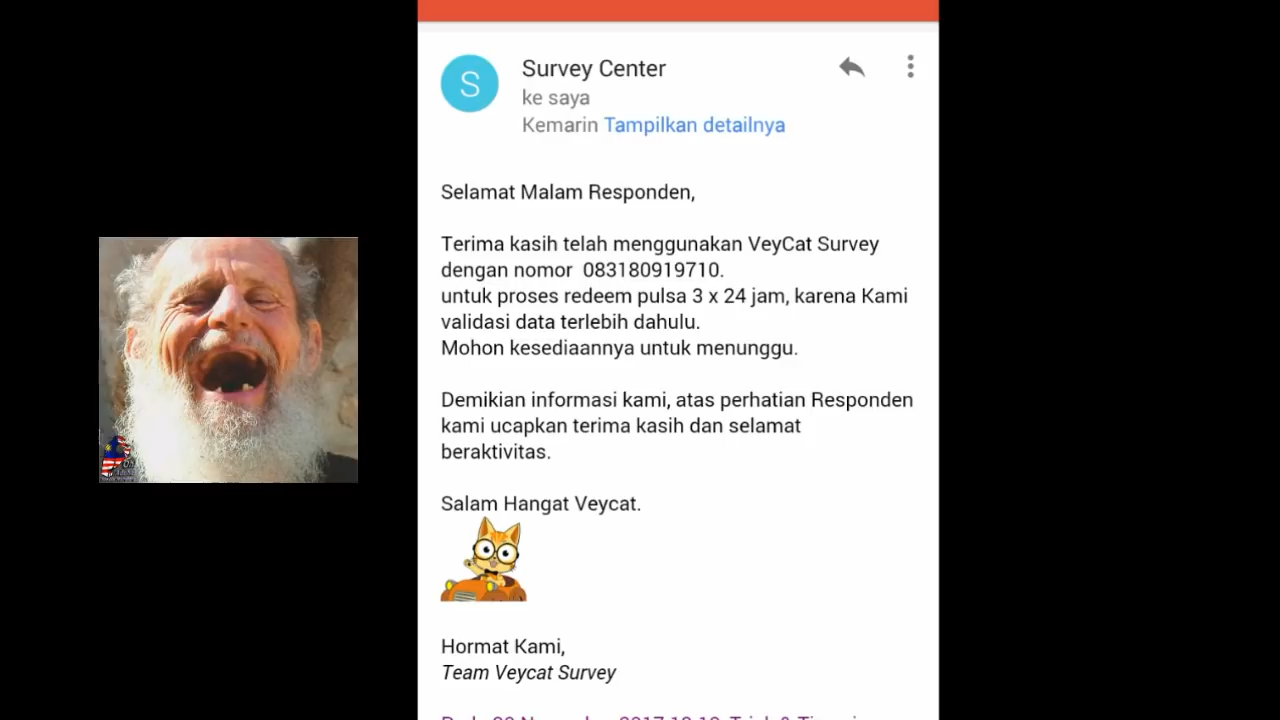 S
Survey Center
ke saya
Kemarin Tampilkan detailnya
Selamat Malam Responden,
Terima kasih telah menggunakan VeyCat Survey
dengan nomor 083180919710.
untuk proses redeem pulsa 3 x 24 jam, karena Kami
validasi data terlebih dahulu.
Mohon kesediaannya untuk menunggu.
Demikian informasi kami, atas perhatian Responden
kami ucapkan terima kasih dan selamat
beraktivitas.
Salam Hangat Veycat.
Hormat Kami,
Team Veycat Survey